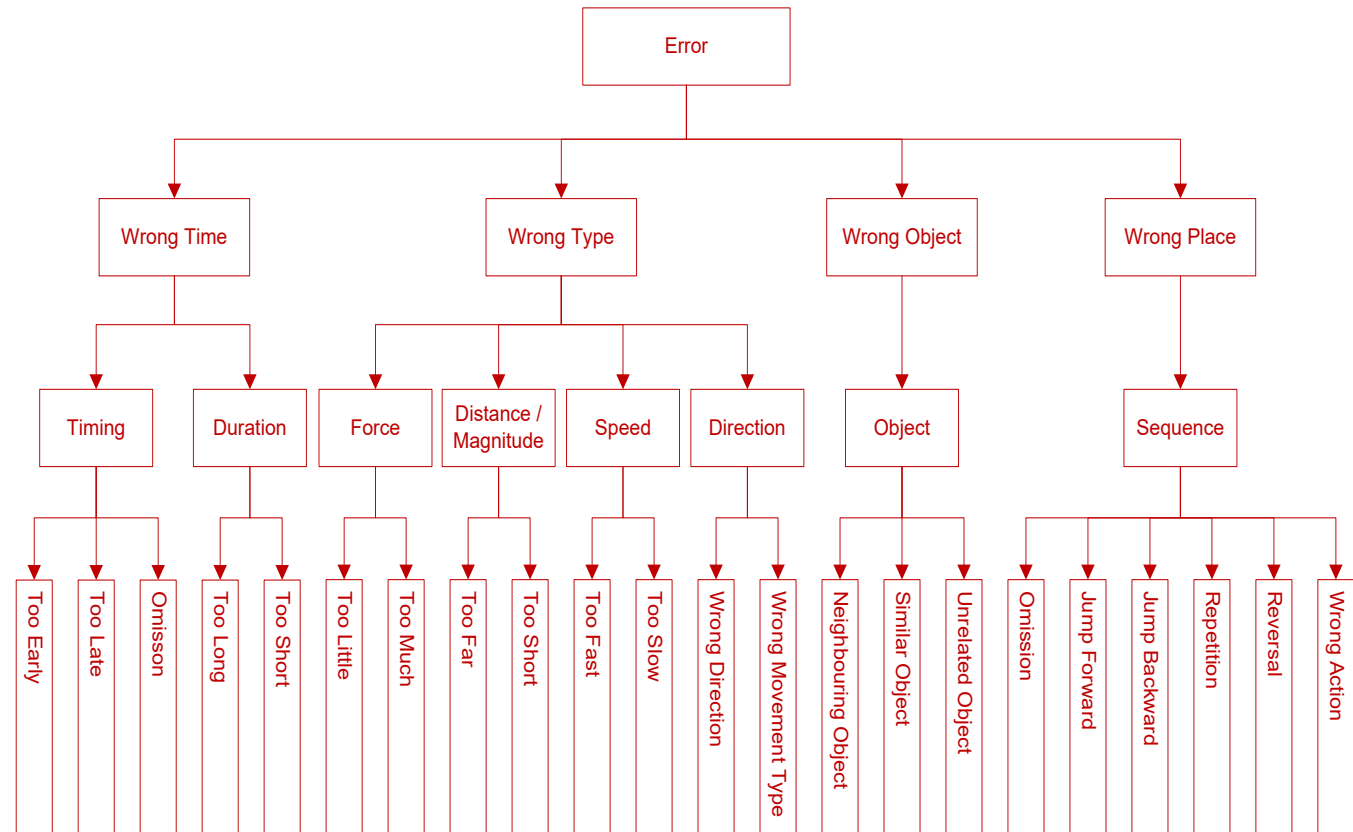 Error
Wrong Time
Wrong Type
Wrong Object
Wrong Place
Timing
Duration
Force
Distance /
Magnitude
Speed
Direction
Object
Sequence
Too Early
Too Late
Omisson
Too Long
Too Short
Too Little
Too Much
Too Far
Too Short
Too Fast
Too Slow
Wrong Direction
Wrong Movement Type
Neighbouring Object
Similar Object
Unrelated Object
Omission
Jump Forward
Jump Backward
Repetition
Reversal
Wrong Action